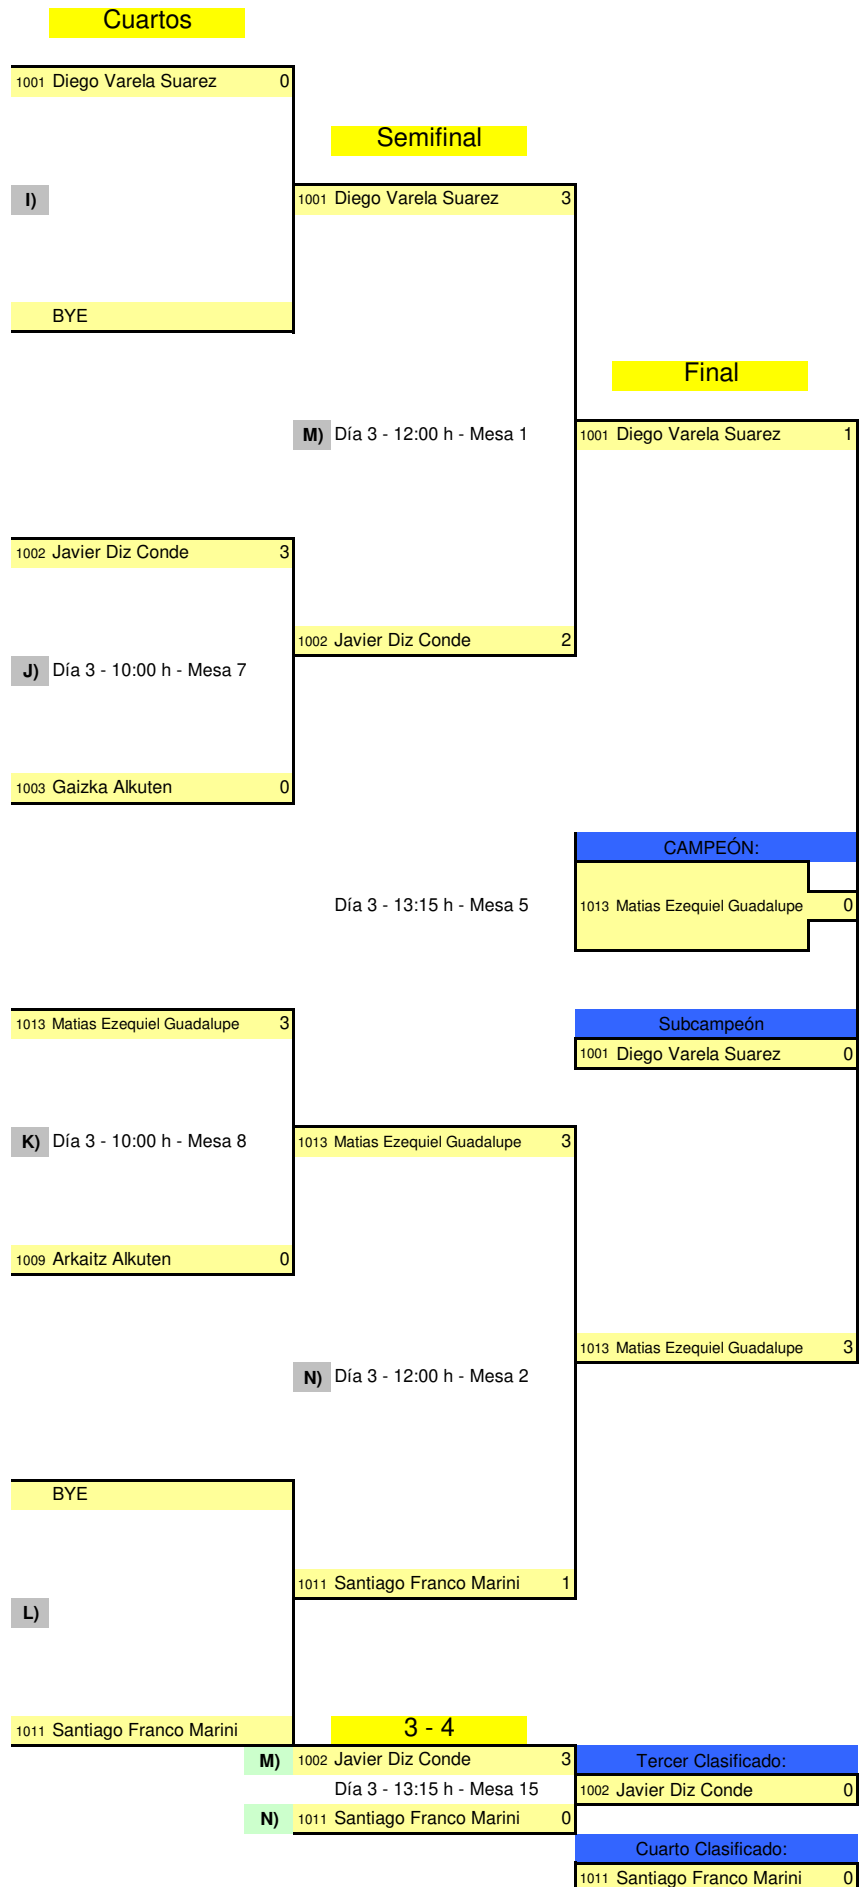 Cuartos
1001 Diego Varela Suarez 0
Semifinal
I) 1001 Diego Varela Suarez 3
BYE
Final
M) Día 3 - 12:00 h - Mesa 1 1001 Diego Varela Suarez 1
1002 Javier Diz Conde 3
1002 Javier Diz Conde 2
J) Día 3 - 10:00 h - Mesa 7
1003 Gaizka Alkuten 0
CAMPEÓN:
Día 3 - 13:15 h - Mesa 5 1013 Matias Ezequiel Guadalupe 0
1013 Matias Ezequiel Guadalupe 3 Subcampeón
1001 Diego Varela Suarez 0
K) Día 3 - 10:00 h - Mesa 8 1013 Matias Ezequiel Guadalupe 3
1009 Arkaitz Alkuten 0
1013 Matias Ezequiel Guadalupe 3
N) Día 3 - 12:00 h - Mesa 2
BYE
1011 Santiago Franco Marini 1
L)
1011 Santiago Franco Marini 3 - 4
M) 1002 Javier Diz Conde 3 Tercer Clasificado:
Día 3 - 13:15 h - Mesa 15 1002 Javier Diz Conde 0
N) 1011 Santiago Franco Marini 0
Cuarto Clasificado:
1011 Santiago Franco Marini 0